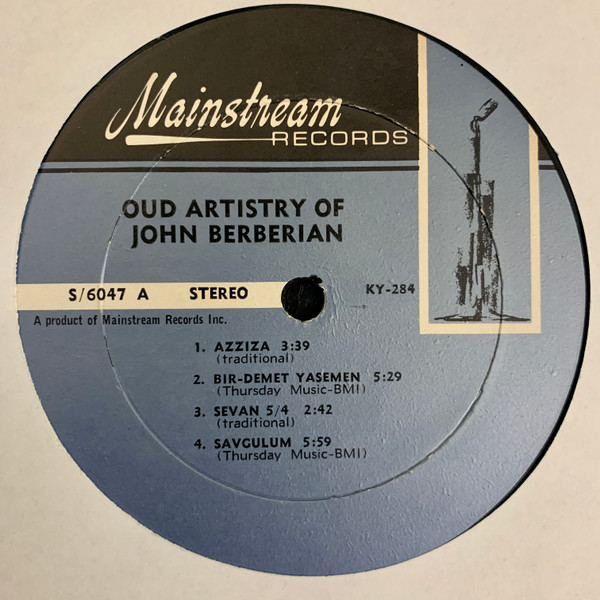 Mainstream
RECORDS
OUD ARTISTRY OF
JOHN BERBERIAN
S/6047 A STEREO
KY-284
A product of Mainstream Records Inc.
1. AZZIZA 3:39
(traditional)
2. BIR-DEMET YASEMEN 5:29
(Thursday Music-BMI)
3. SEVAN 5/4 2:42
(traditional)
4. SAVGULUM 5:59
(Thursday Music-BMI)